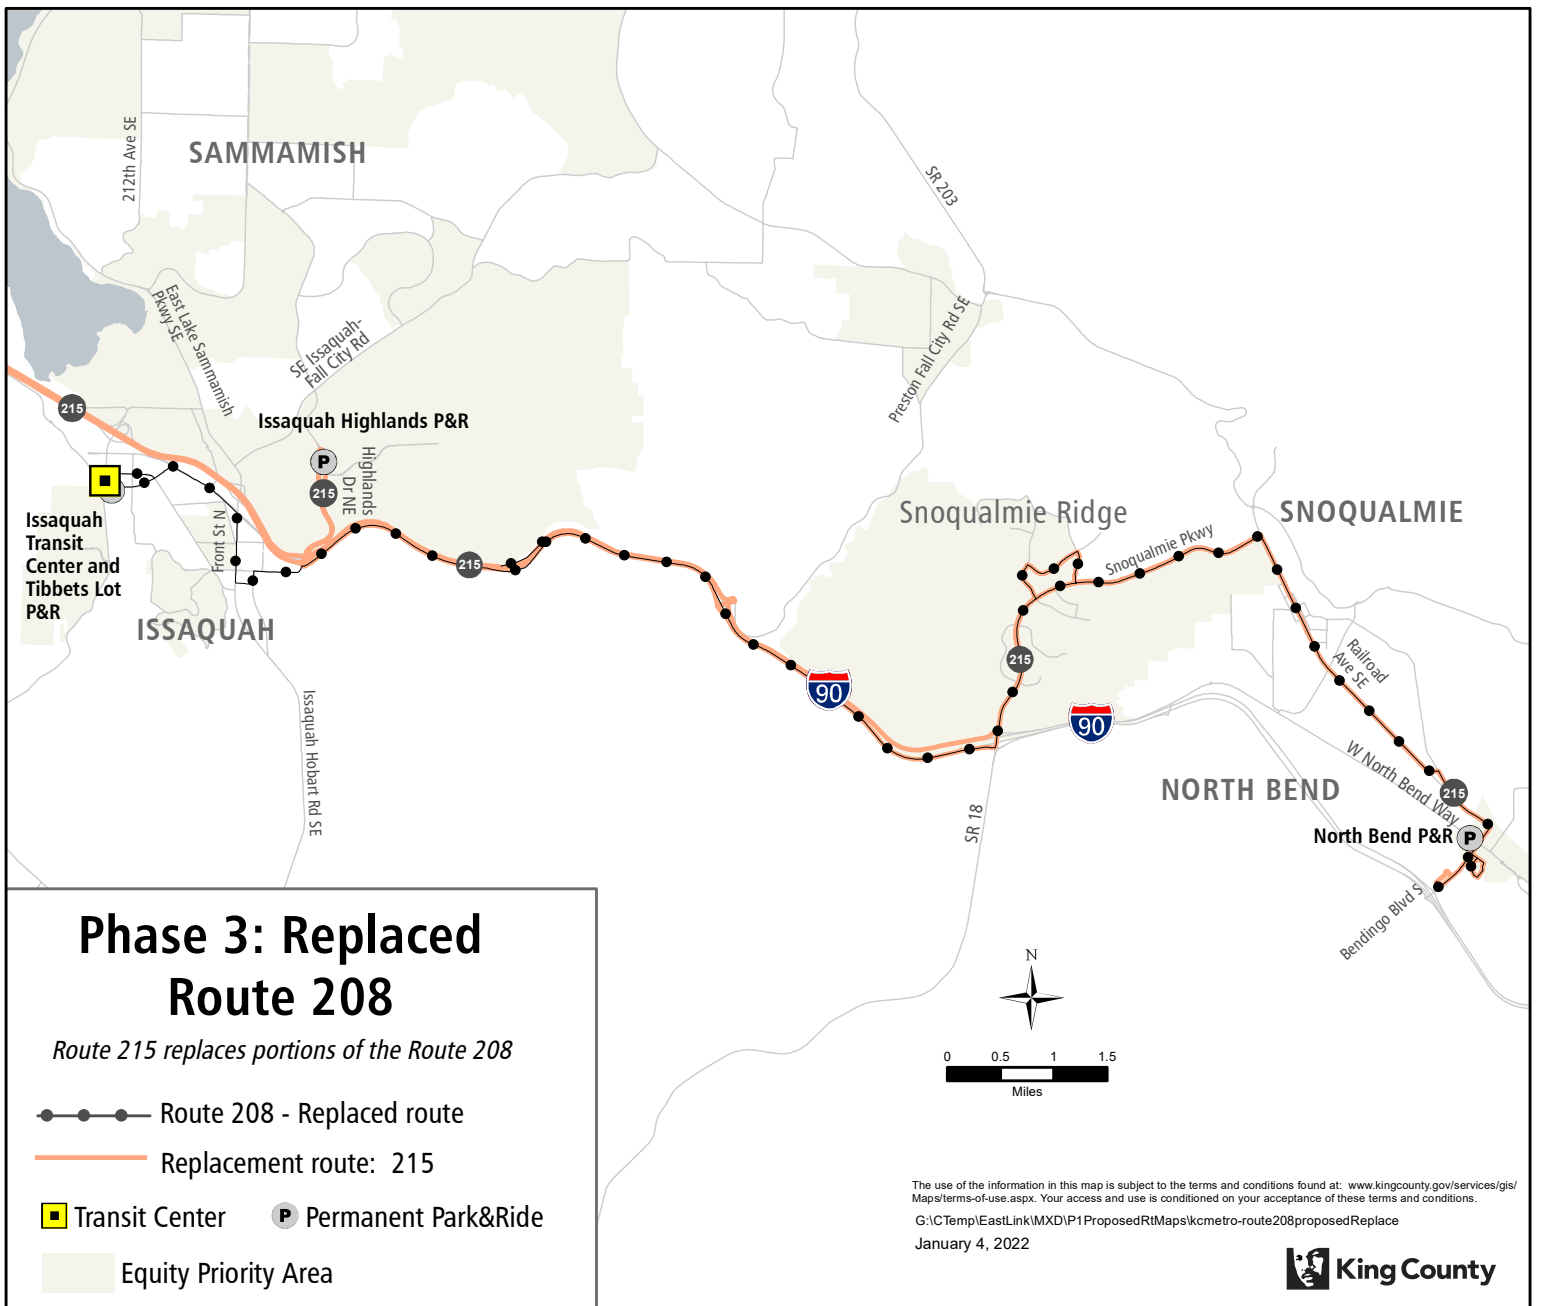 SAMMAMISH
212th Ave SE
SR 203
East Lake Sammamish
Pkwy SE
SE Issaquah-
Fall City Rd
Preston Fall City Rd SE
215
Issaquah Highlands P&R
P
215
Highlands
Dr NE
Issaquah
Transit
Center and
Tibbets Lot
P&R
Front St N
ISSAQUAH
215
Snoqualmie Ridge
Snoqualmie Pkwy
SNOQUALMIE
215
90
90
Railroad
Ave SE
Issaquah Hobart Rd SE
SR 18
NORTH BEND
W North Bend Way
215
North Bend P&R
P
Bendingo Blvd S
N
0 0.5 1 1.5
Miles
Phase 3: Replaced
Route 208
Route 215 replaces portions of the Route 208
Route 208 - Replaced route
Replacement route: 215
Transit Center
P Permanent Park&Ride
Equity Priority Area
The use of the information in this map is subject to the terms and conditions found at: www.kingcounty.gov/services/gis/
Maps/terms-of-use.aspx. Your access and use is conditioned on your acceptance of these terms and conditions.
G:\CTemp\EastLink\MXD\P1ProposedRtMaps\kcmetro-route208proposedReplace
January 4, 2022
King County